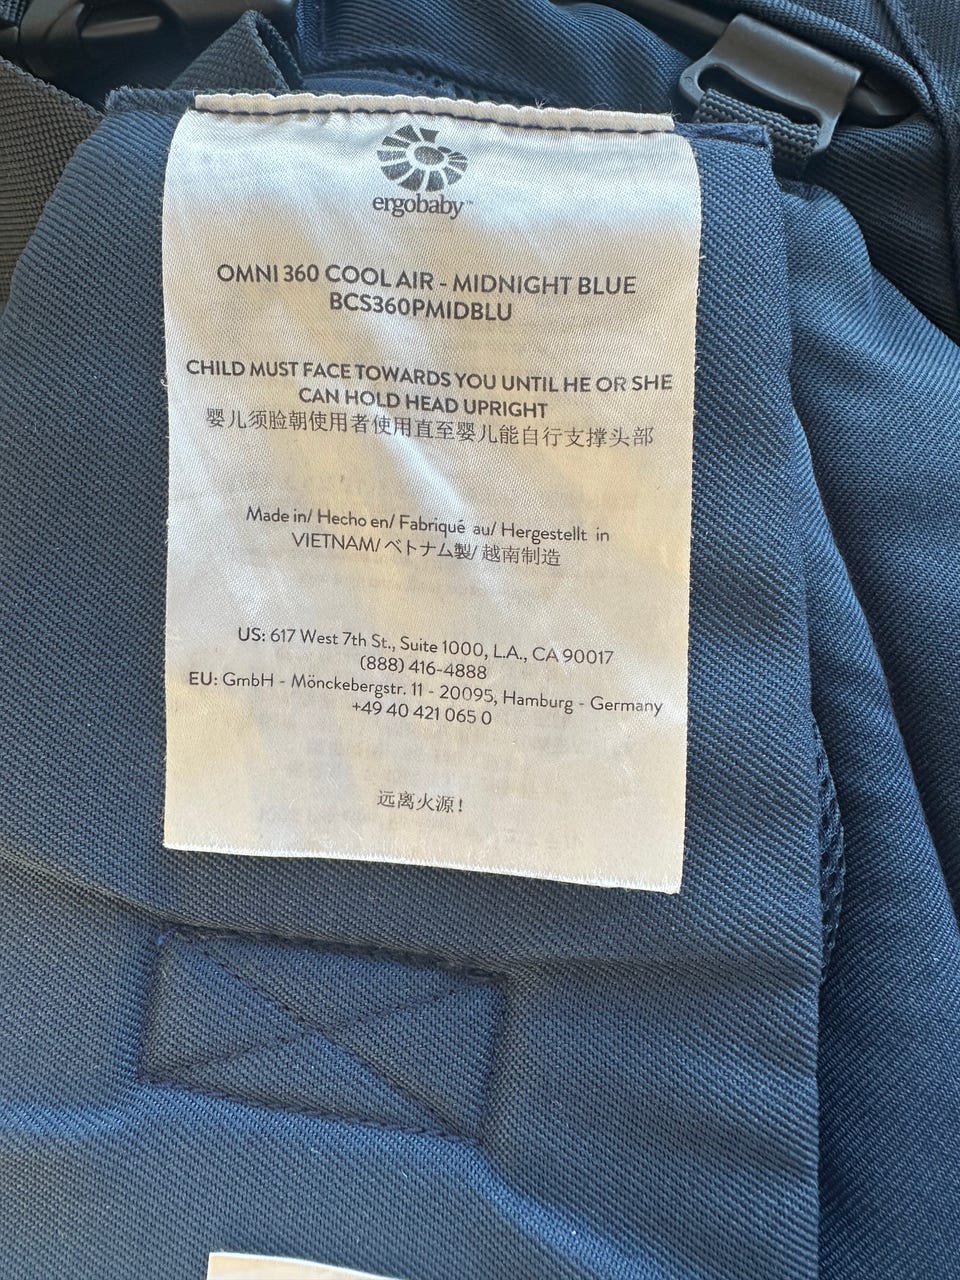 ergobaby™
OMNI 360 COOL AIR - MIDNIGHT BLUE
BCS360PMIDBLU
CHILD MUST FACE TOWARDS YOU UNTIL HE OR SHE
CAN HOLD HEAD UPRIGHT
婴儿须脸朝使用者使用直至婴儿能自行支撑头部
Made in/ Hecho en/ Fabriqué au/ Hergestellt in
VIETNAM/ ベトナム製/ 越南制造
US: 617 West 7th St., Suite 1000, L.A., CA 90017
(888) 416-4888
EU: GmbH - Mönckebergstr. 11 - 20095, Hamburg - Germany
+49 40 421 065 0
远离火源!